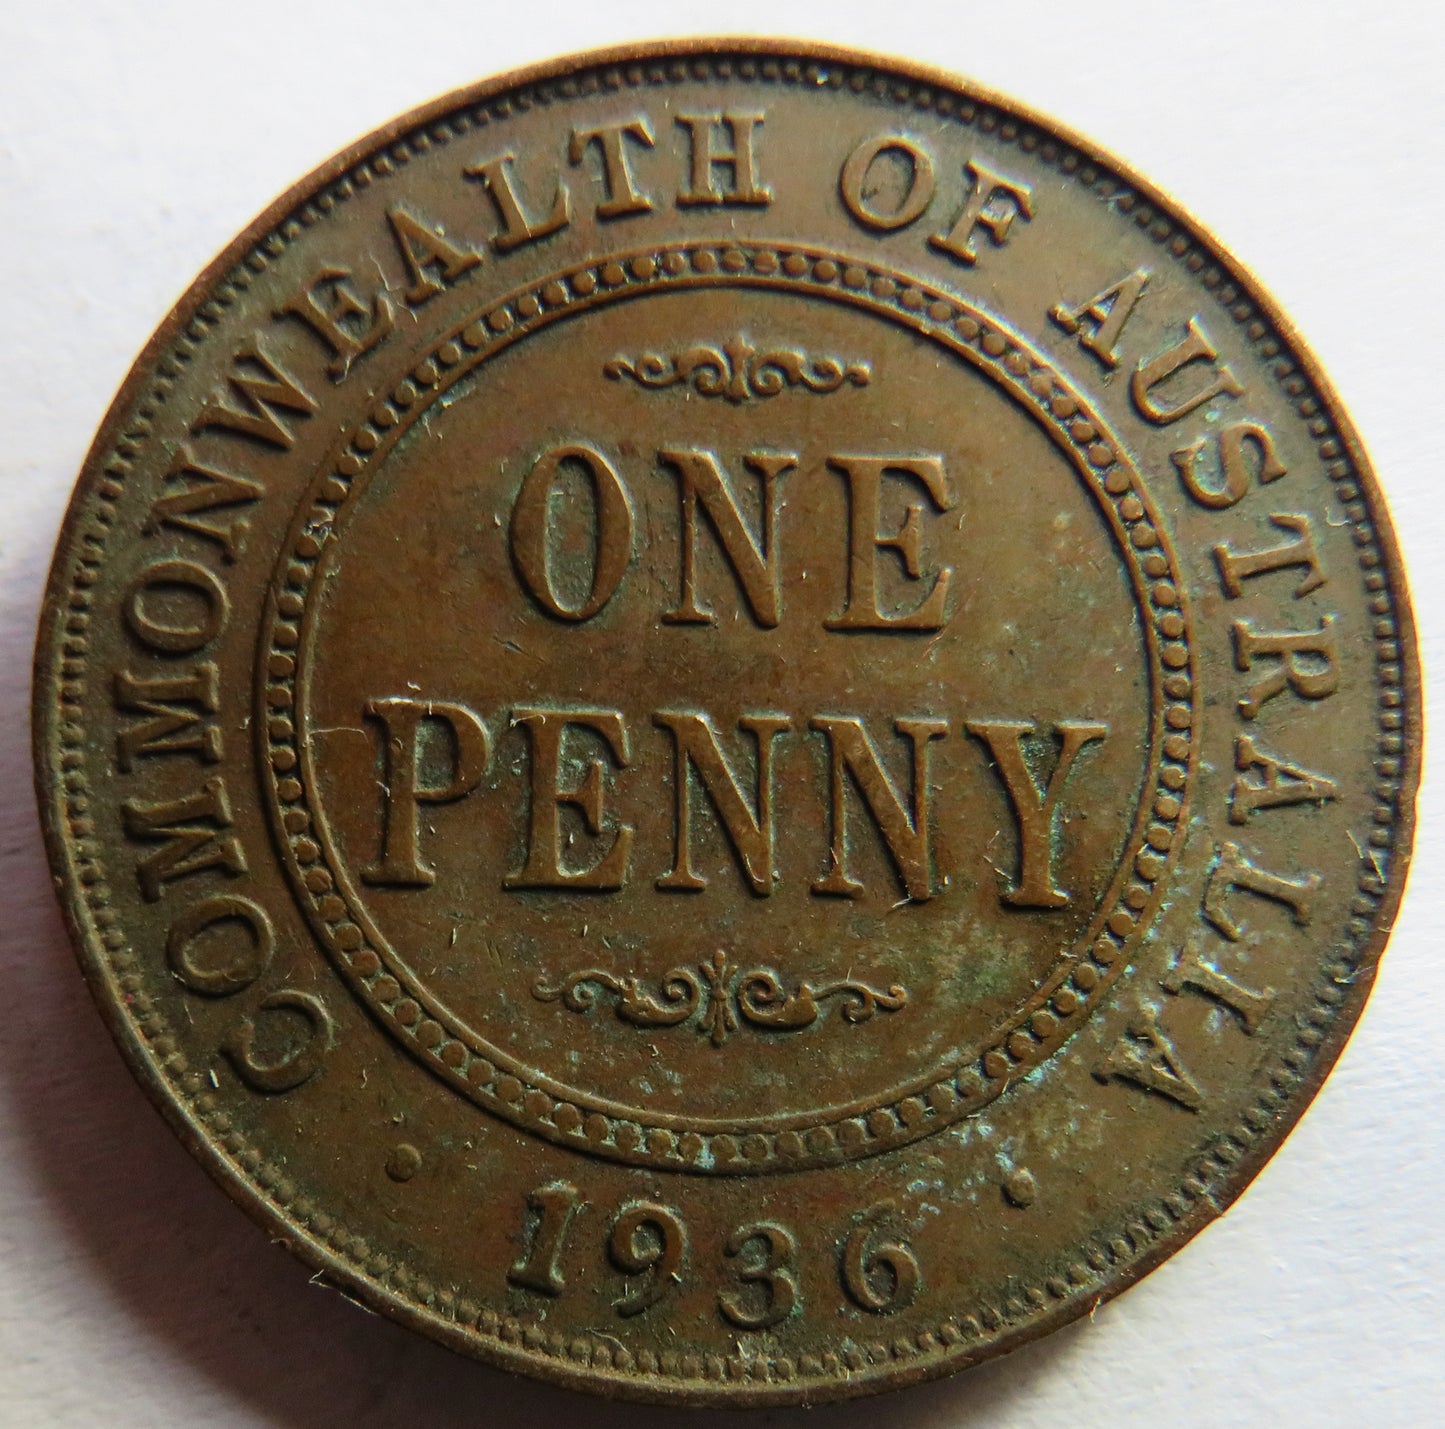 COMMONWEALTH OF AUSTRALIA
ONE
PENNY
1936